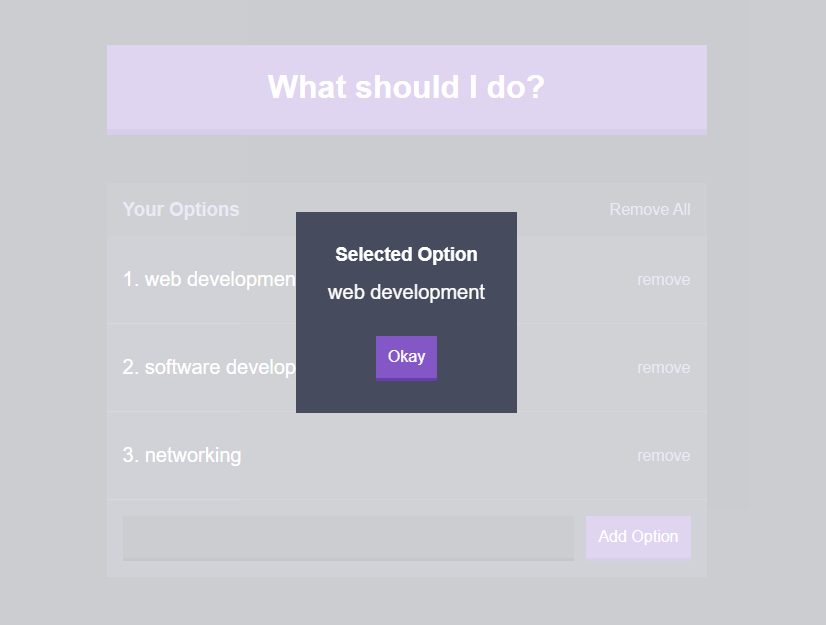 What should I do?
Your Options
Remove All
Selected Option
1. web developmen
web development
remove
Okay
2. software develop
remove
3. networking
remove
Add Option